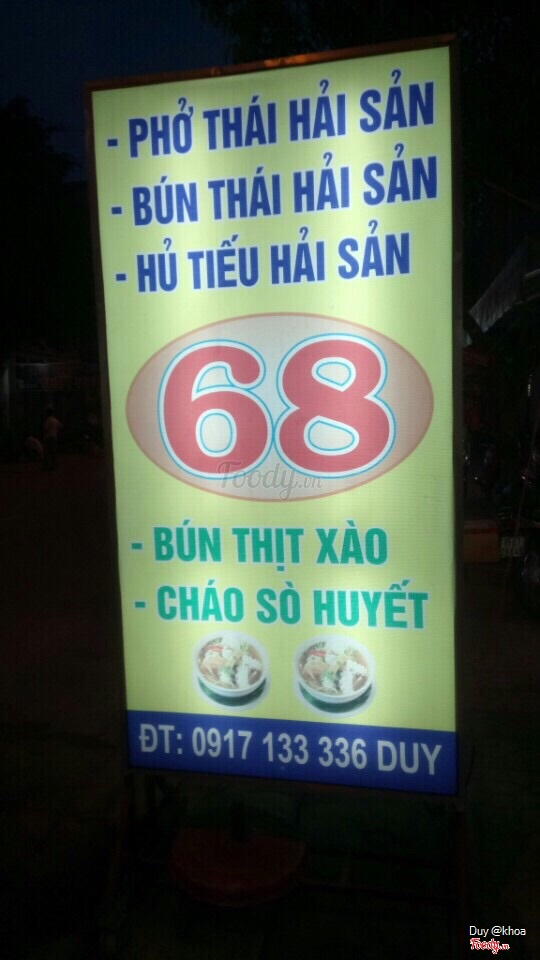 - PHỞ THÁI HẢI SẢN
- BÚN THÁI HẢI SẢN
- HỦ TIẾU HẢI SẢN
68
Foody.vn
- BÚN THỊT XÀO
- CHÁO SÒ HUYẾT
ĐT: 0917 133 336 DUY
Duy @khoa
Foody.vn